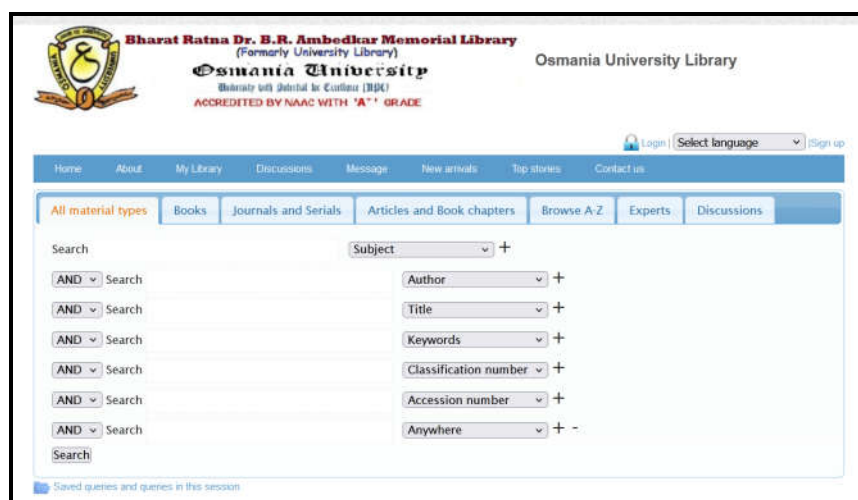 Bharat Ratna Dr. B.R. Ambedkar Memorial Library
(Formerly University Library)
Osmania University
Osmania University Library
ACCREDITED BY NAAC WITH 'A+' GRADE
Login | Select language |Sign up
Home About My Library Discussions Message New arrivals Top stories Contact us
All material types Books Journals and Serials Articles and Book chapters Browse A-Z Experts Discussions
Search Subject +
AND Search Author +
AND Search Title +
AND Search Keywords +
AND Search Classification number +
AND Search Accession number +
AND Search Anywhere + -
Search
Saved queries and queries in this session